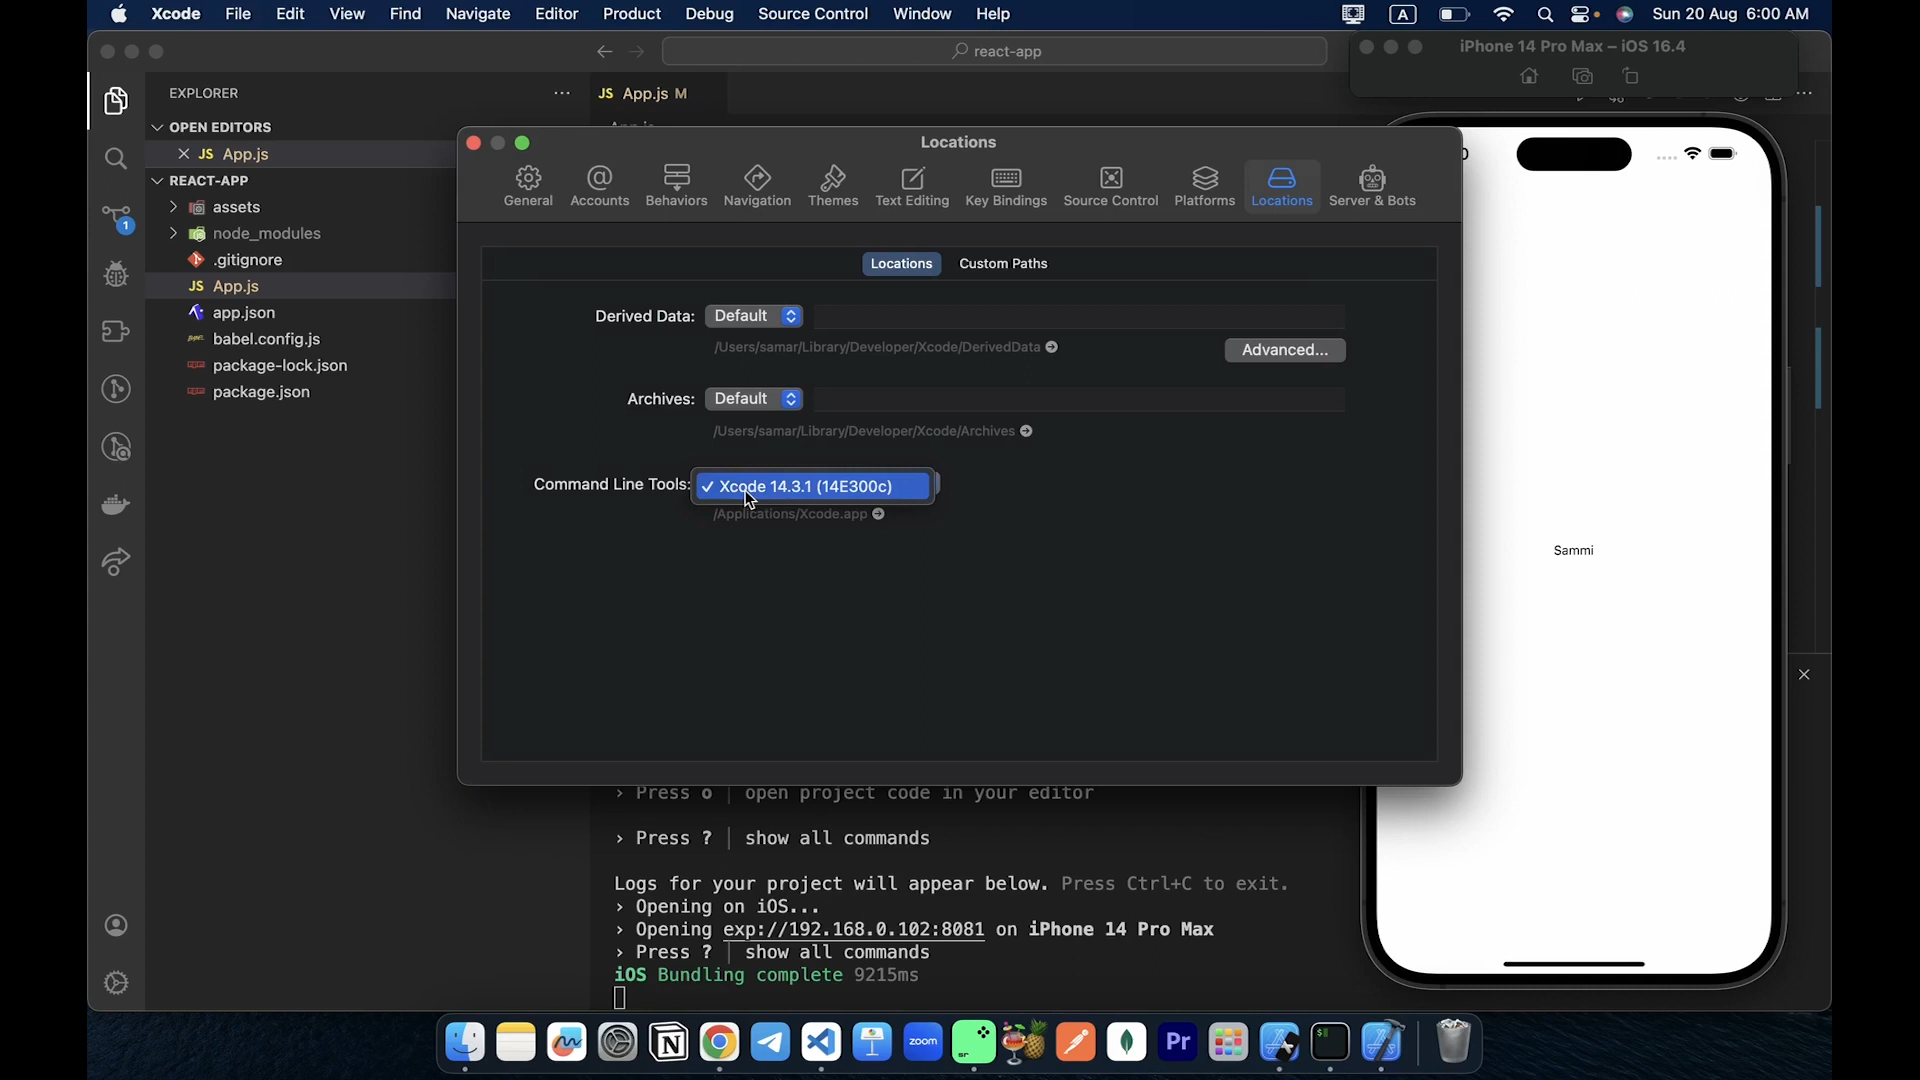 Xcode File Edit View Find Navigate Editor Product Debug Source Control Window Help
A Sun 20 Aug 6:00 AM
react-app
iPhone 14 Pro Max – iOS 16.4
EXPLORER
JS App.js M
OPEN EDITORS
JS App.js
REACT-APP
assets
node_modules
.gitignore
JS App.js
app.json
babel.config.js
package-lock.json
package.json
1
Locations
General Accounts Behaviors Navigation Themes Text Editing Key Bindings Source Control Platforms Locations Server & Bots
Locations Custom Paths
Derived Data: Default
/Users/samar/Library/Developer/Xcode/DerivedData
Advanced...
Archives: Default
/Users/samar/Library/Developer/Xcode/Archives
Command Line Tools: ✓ Xcode 14.3.1 (14E300c)
/Applications/Xcode.app
Sammi
› Press o │ open project code in your editor
› Press ? │ show all commands
Logs for your project will appear below. Press Ctrl+C to exit.
› Opening on iOS...
› Opening exp://192.168.0.102:8081 on iPhone 14 Pro Max
› Press ? │ show all commands
iOS Bundling complete 9215ms
zoom
sr
Pr